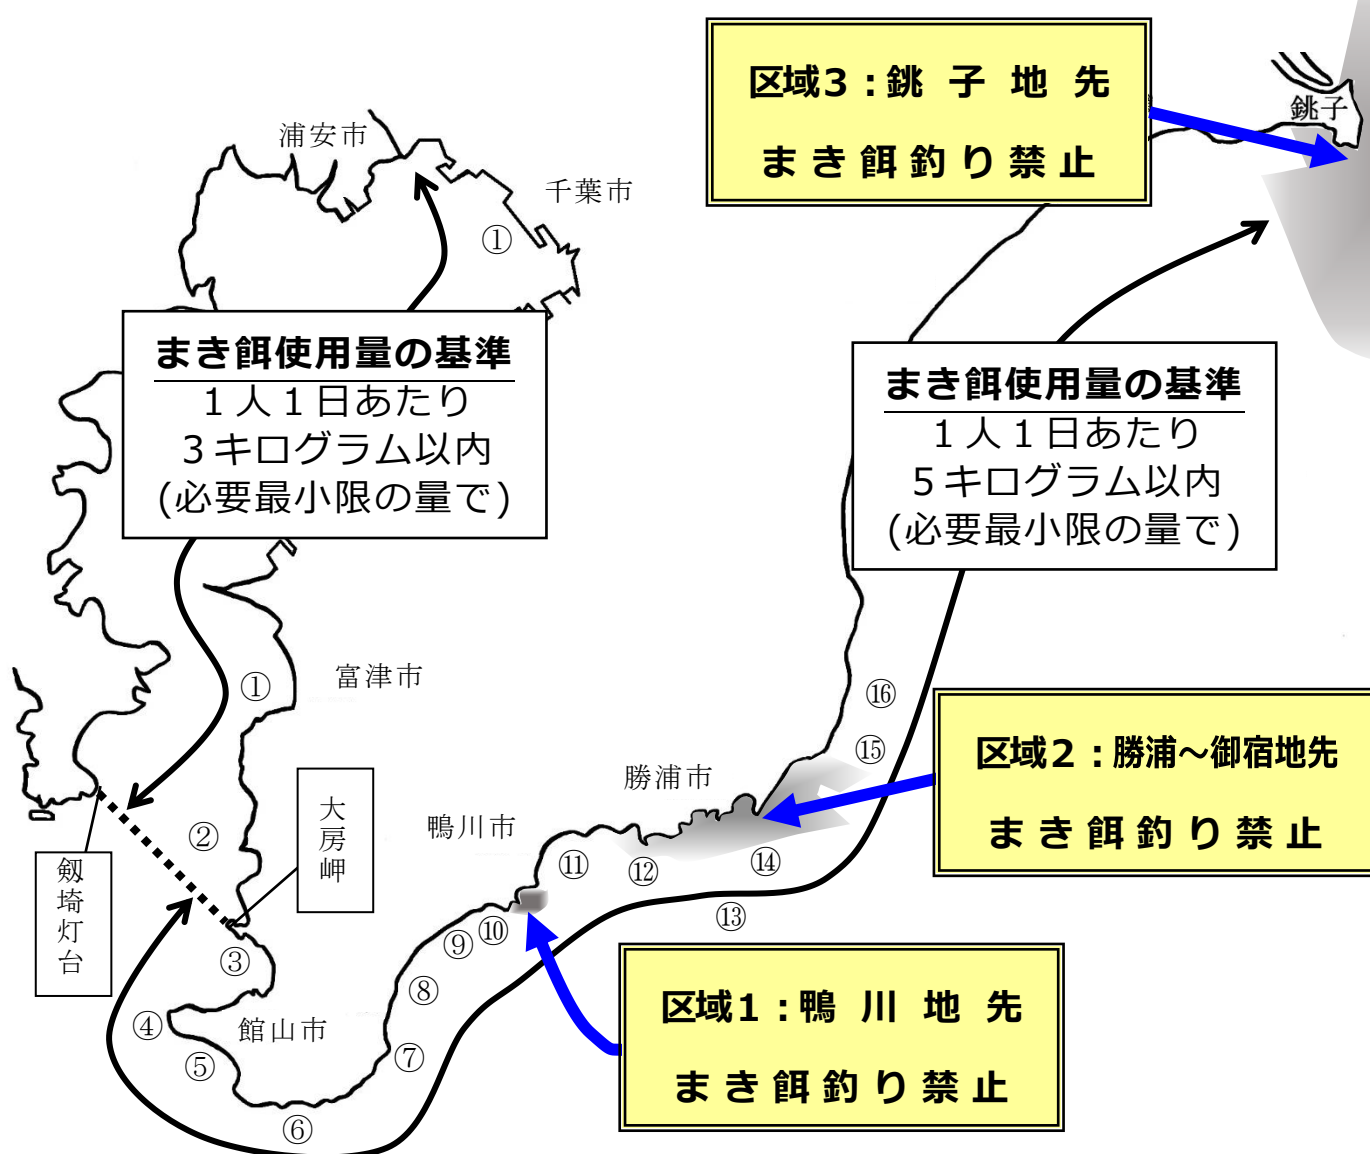 区域3：銚子地先
まき餌釣り禁止
銚子
浦安市
千葉市
①
まき餌使用量の基準
１人１日あたり
３キログラム以内
(必要最小限の量で)
まき餌使用量の基準
１人１日あたり
５キログラム以内
(必要最小限の量で)
①
富津市
⑯
⑮
区域2：勝浦～御宿地先
まき餌釣り禁止
勝浦市
大房岬
鴨川市
②
剱埼灯台
⑪
⑫
⑭
⑬
③
⑨
⑩
⑧
区域1：鴨川地先
まき餌釣り禁止
④
館山市
⑤
⑦
⑥